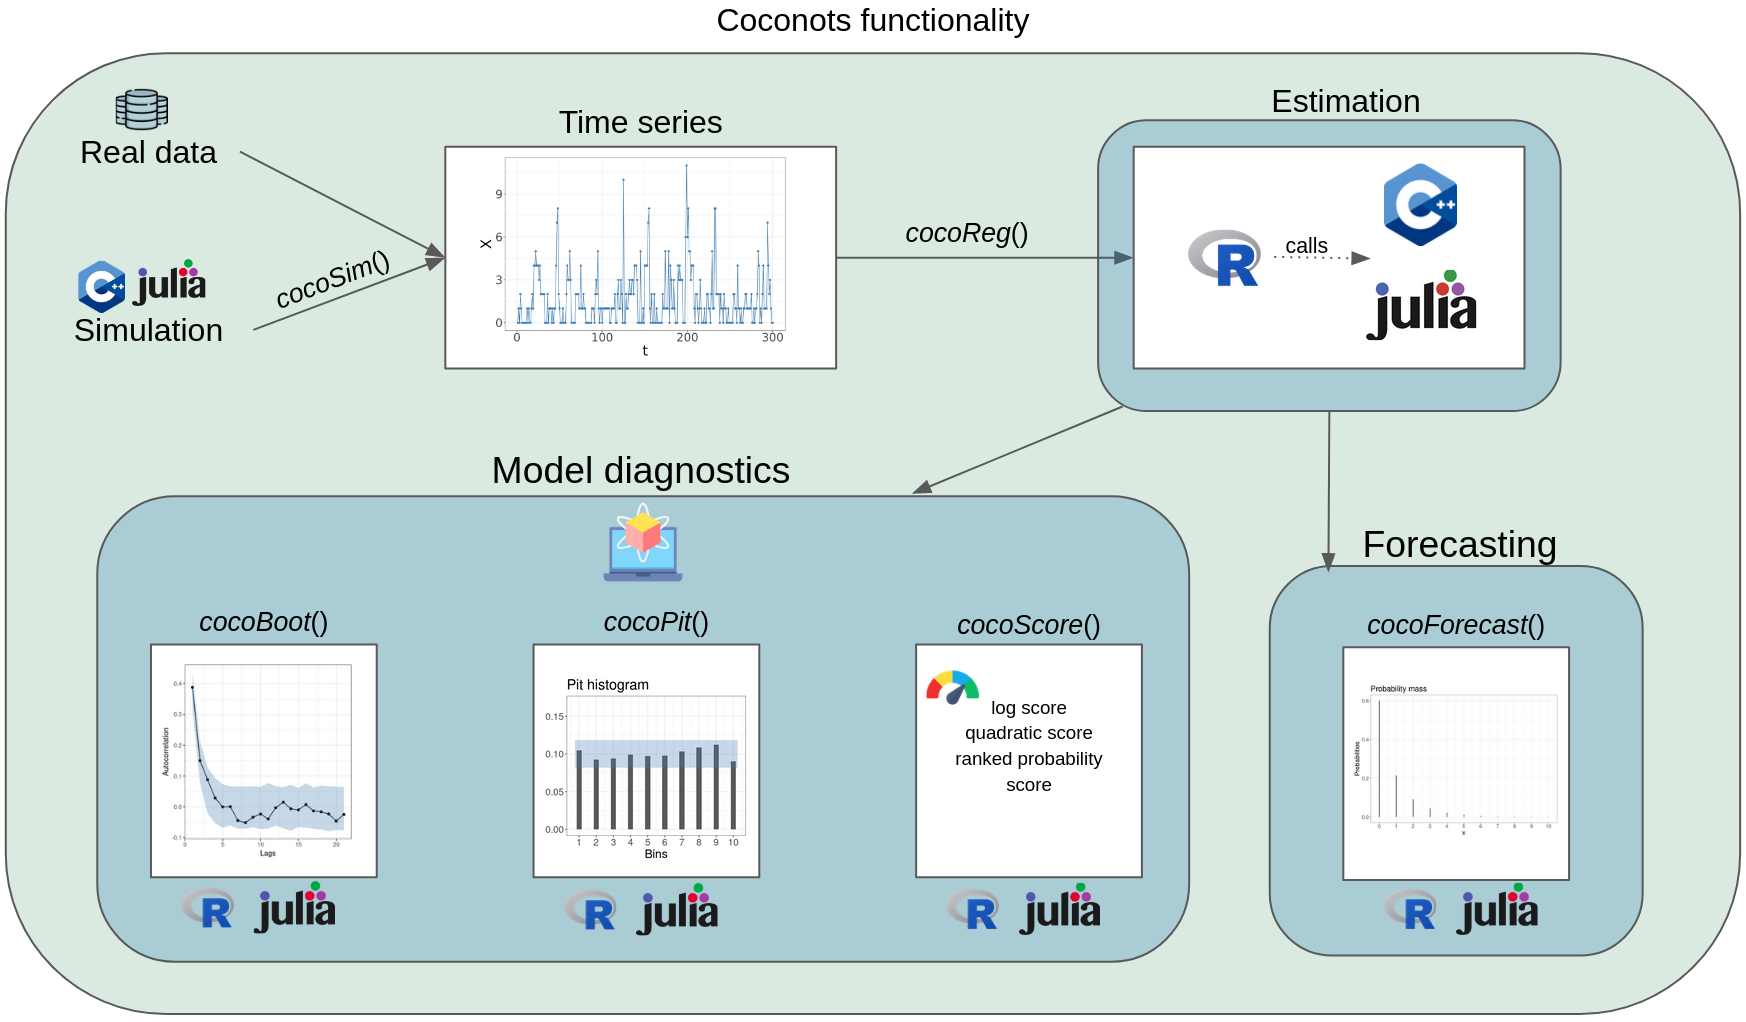 Coconots functionality
Real data
Simulation
julia
cocoSim()
Time series
X
9
6
3
0
0 100 200 300
t
cocoReg()
Estimation
R
calls
C++
julia
Model diagnostics
cocoBoot()
Autocorrelation
0.4
0.3
0.2
0.1
0.0
-0.1
0 5 10 15 20
Lags
R julia
cocoPit()
Pit histogram
0.15
0.10
0.05
0.00
1 2 3 4 5 6 7 8 9 10
Bins
R julia
cocoScore()
log score
quadratic score
ranked probability
score
R julia
Forecasting
cocoForecast()
Probability mass
Probabilities
0.6
0.4
0.2
0.0
0 1 2 3 4 5 6 7 8 9 10
x
R julia